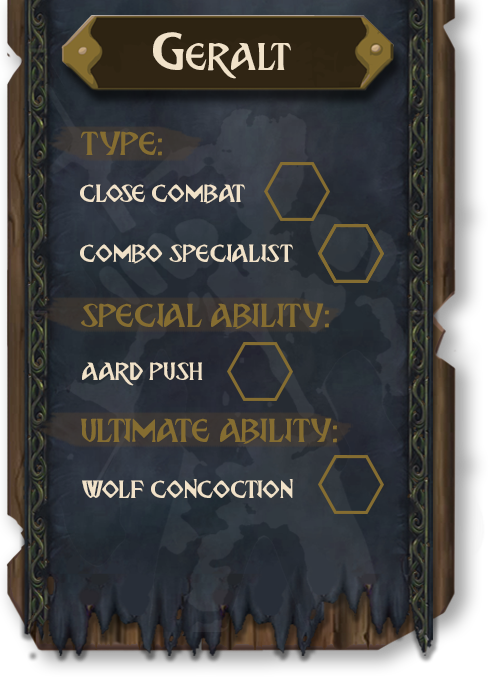 Geralt
TYPE:
CLOSE COMBAT
COMBO SPECIALIST
SPECIAL ABILITY:
AARD PUSH
ULTIMATE ABILITY:
WOLF CONCOCTION